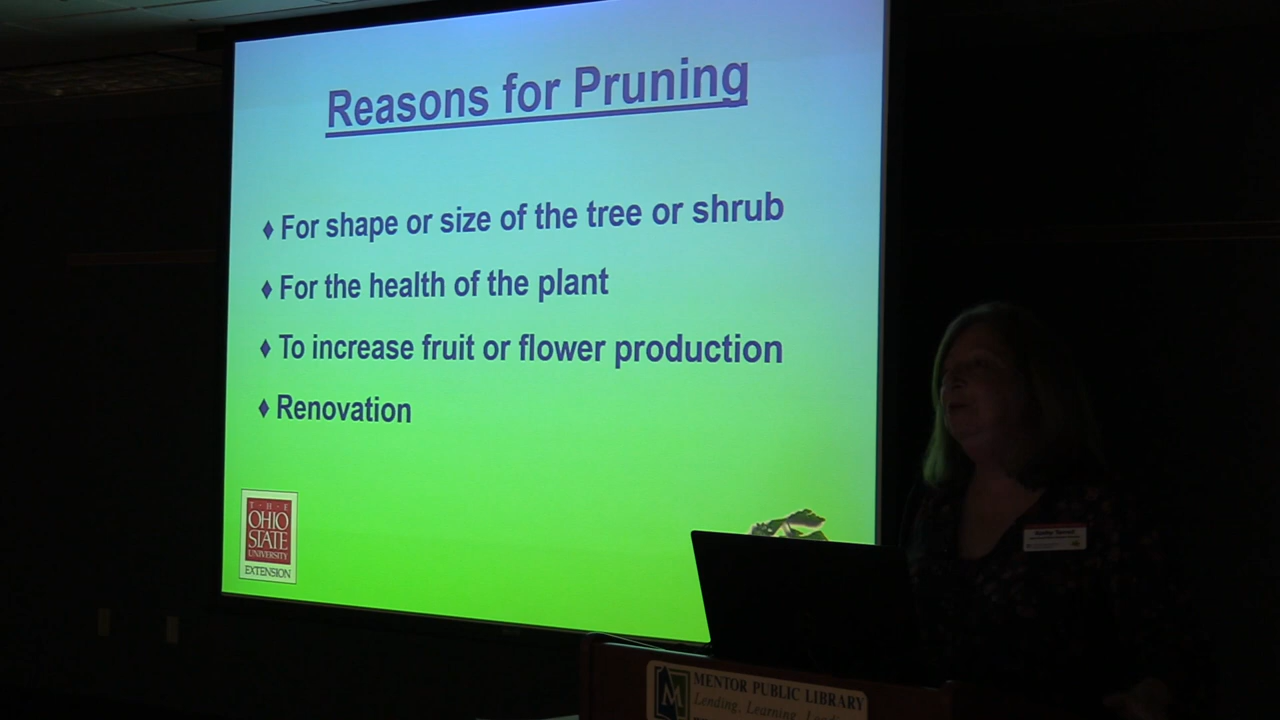 Reasons for Pruning
♦ For shape or size of the tree or shrub
♦ For the health of the plant
♦ To increase fruit or flower production
♦ Renovation
T·H·E
OHIO
STATE
UNIVERSITY
EXTENSION
M
MENTOR PUBLIC LIBRARY
Lending. Learning.